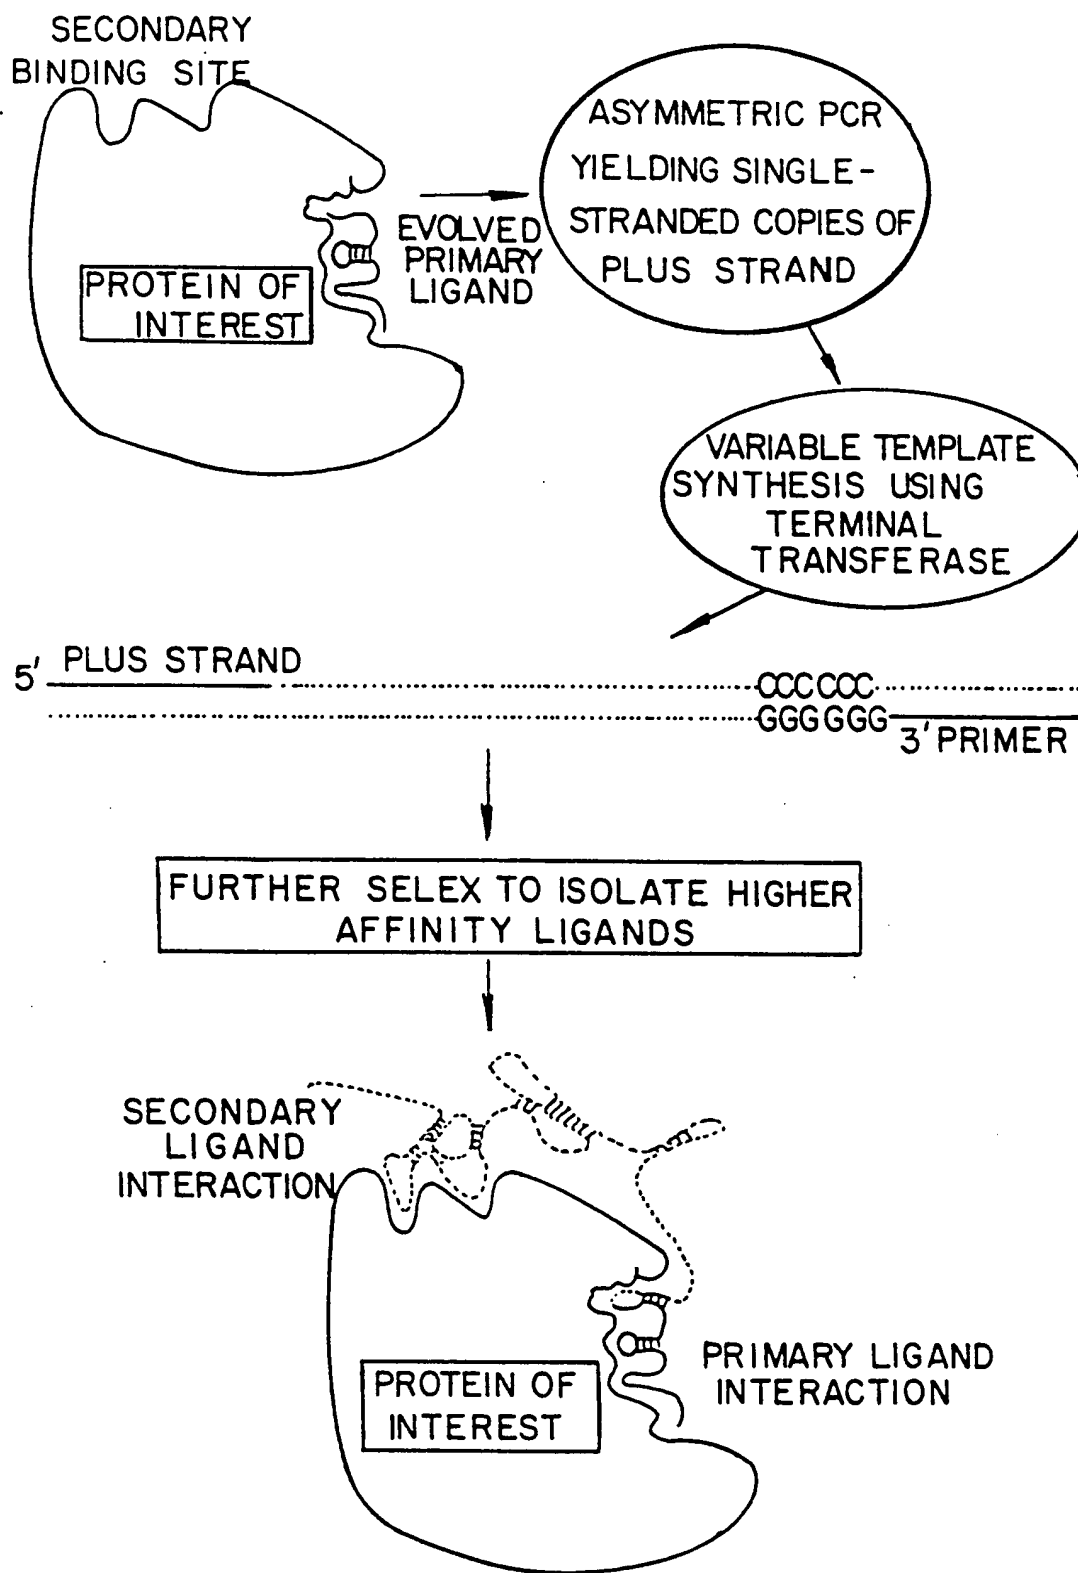 SECONDARY
BINDING SITE
PROTEIN OF
INTEREST
EVOLVED
PRIMARY
LIGAND
ASYMMETRIC PCR
YIELDING SINGLE-
STRANDED COPIES OF
PLUS STRAND
VARIABLE TEMPLATE
SYNTHESIS USING
TERMINAL
TRANSFERASE
5' PLUS STRAND
CCCCCC
GGGGGG
3' PRIMER
FURTHER SELEX TO ISOLATE HIGHER
AFFINITY LIGANDS
SECONDARY
LIGAND
INTERACTION
PROTEIN OF
INTEREST
PRIMARY LIGAND
INTERACTION